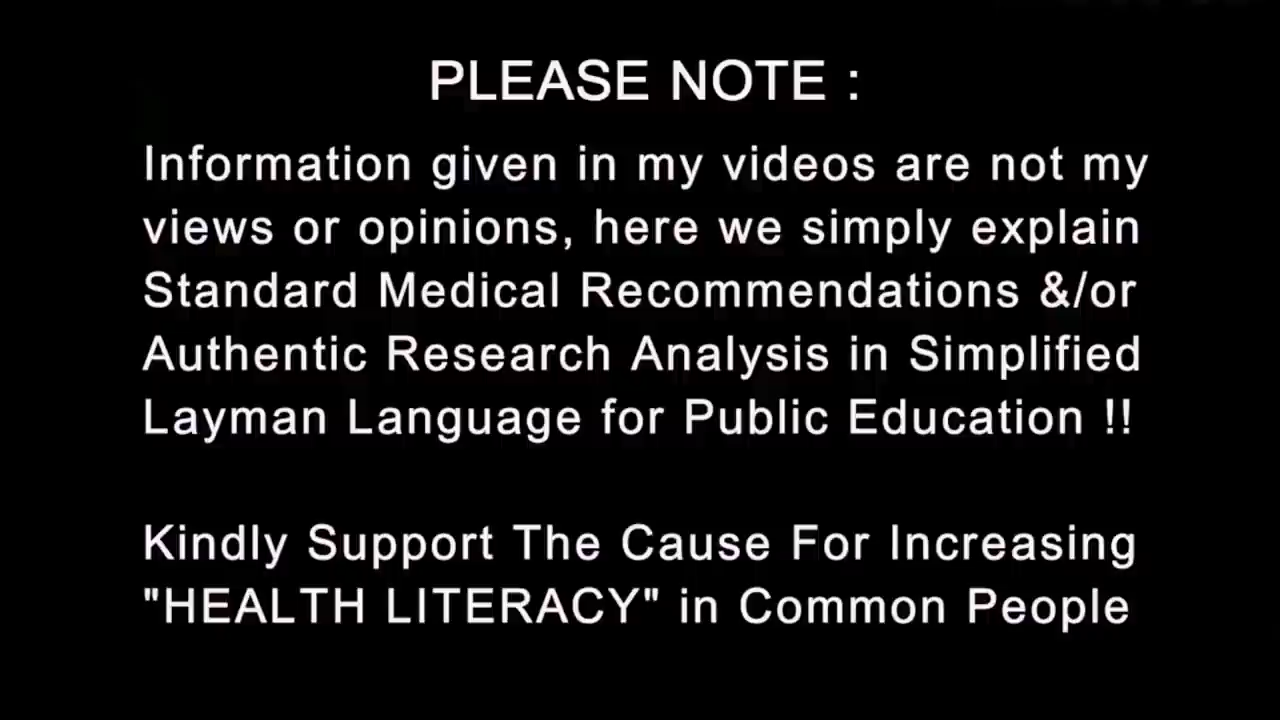 PLEASE NOTE :
Information given in my videos are not my
views or opinions, here we simply explain
Standard Medical Recommendations &/or
Authentic Research Analysis in Simplified
Layman Language for Public Education !!
Kindly Support The Cause For Increasing
"HEALTH LITERACY" in Common People